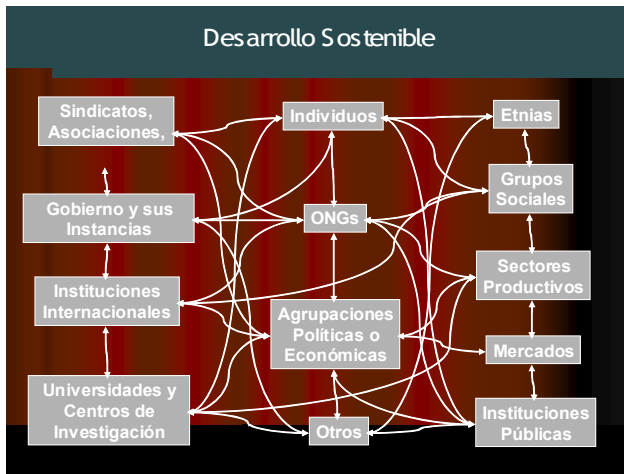 Desarrollo Sostenible
Sindicatos,
Asociaciones,
Gobierno y sus
Instancias
Instituciones
Internacionales
Universidades y
Centros de
Investigación
Individuos
ONGs
Agrupaciones
Políticas o
Económicas
Otros
Etnias
Grupos
Sociales
Sectores
Productivos
Mercados
Instituciones
Públicas